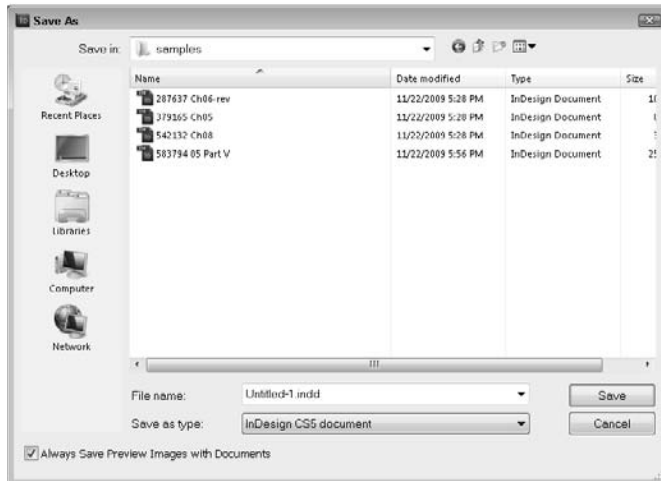 Save As
Save in: samples
Name Date modified Type Size
287637 Ch06-rev 11/22/2009 5:28 PM InDesign Document
379165 Ch05 11/22/2009 5:28 PM InDesign Document
542132 Ch08 11/22/2009 5:28 PM InDesign Document
583794 05 Part V 11/22/2009 5:56 PM InDesign Document
Recent Places
Desktop
Libraries
Computer
Network
File name: Untitled-1.indd Save
Save as type: InDesign CS5 document Cancel
Always Save Preview Images with Documents